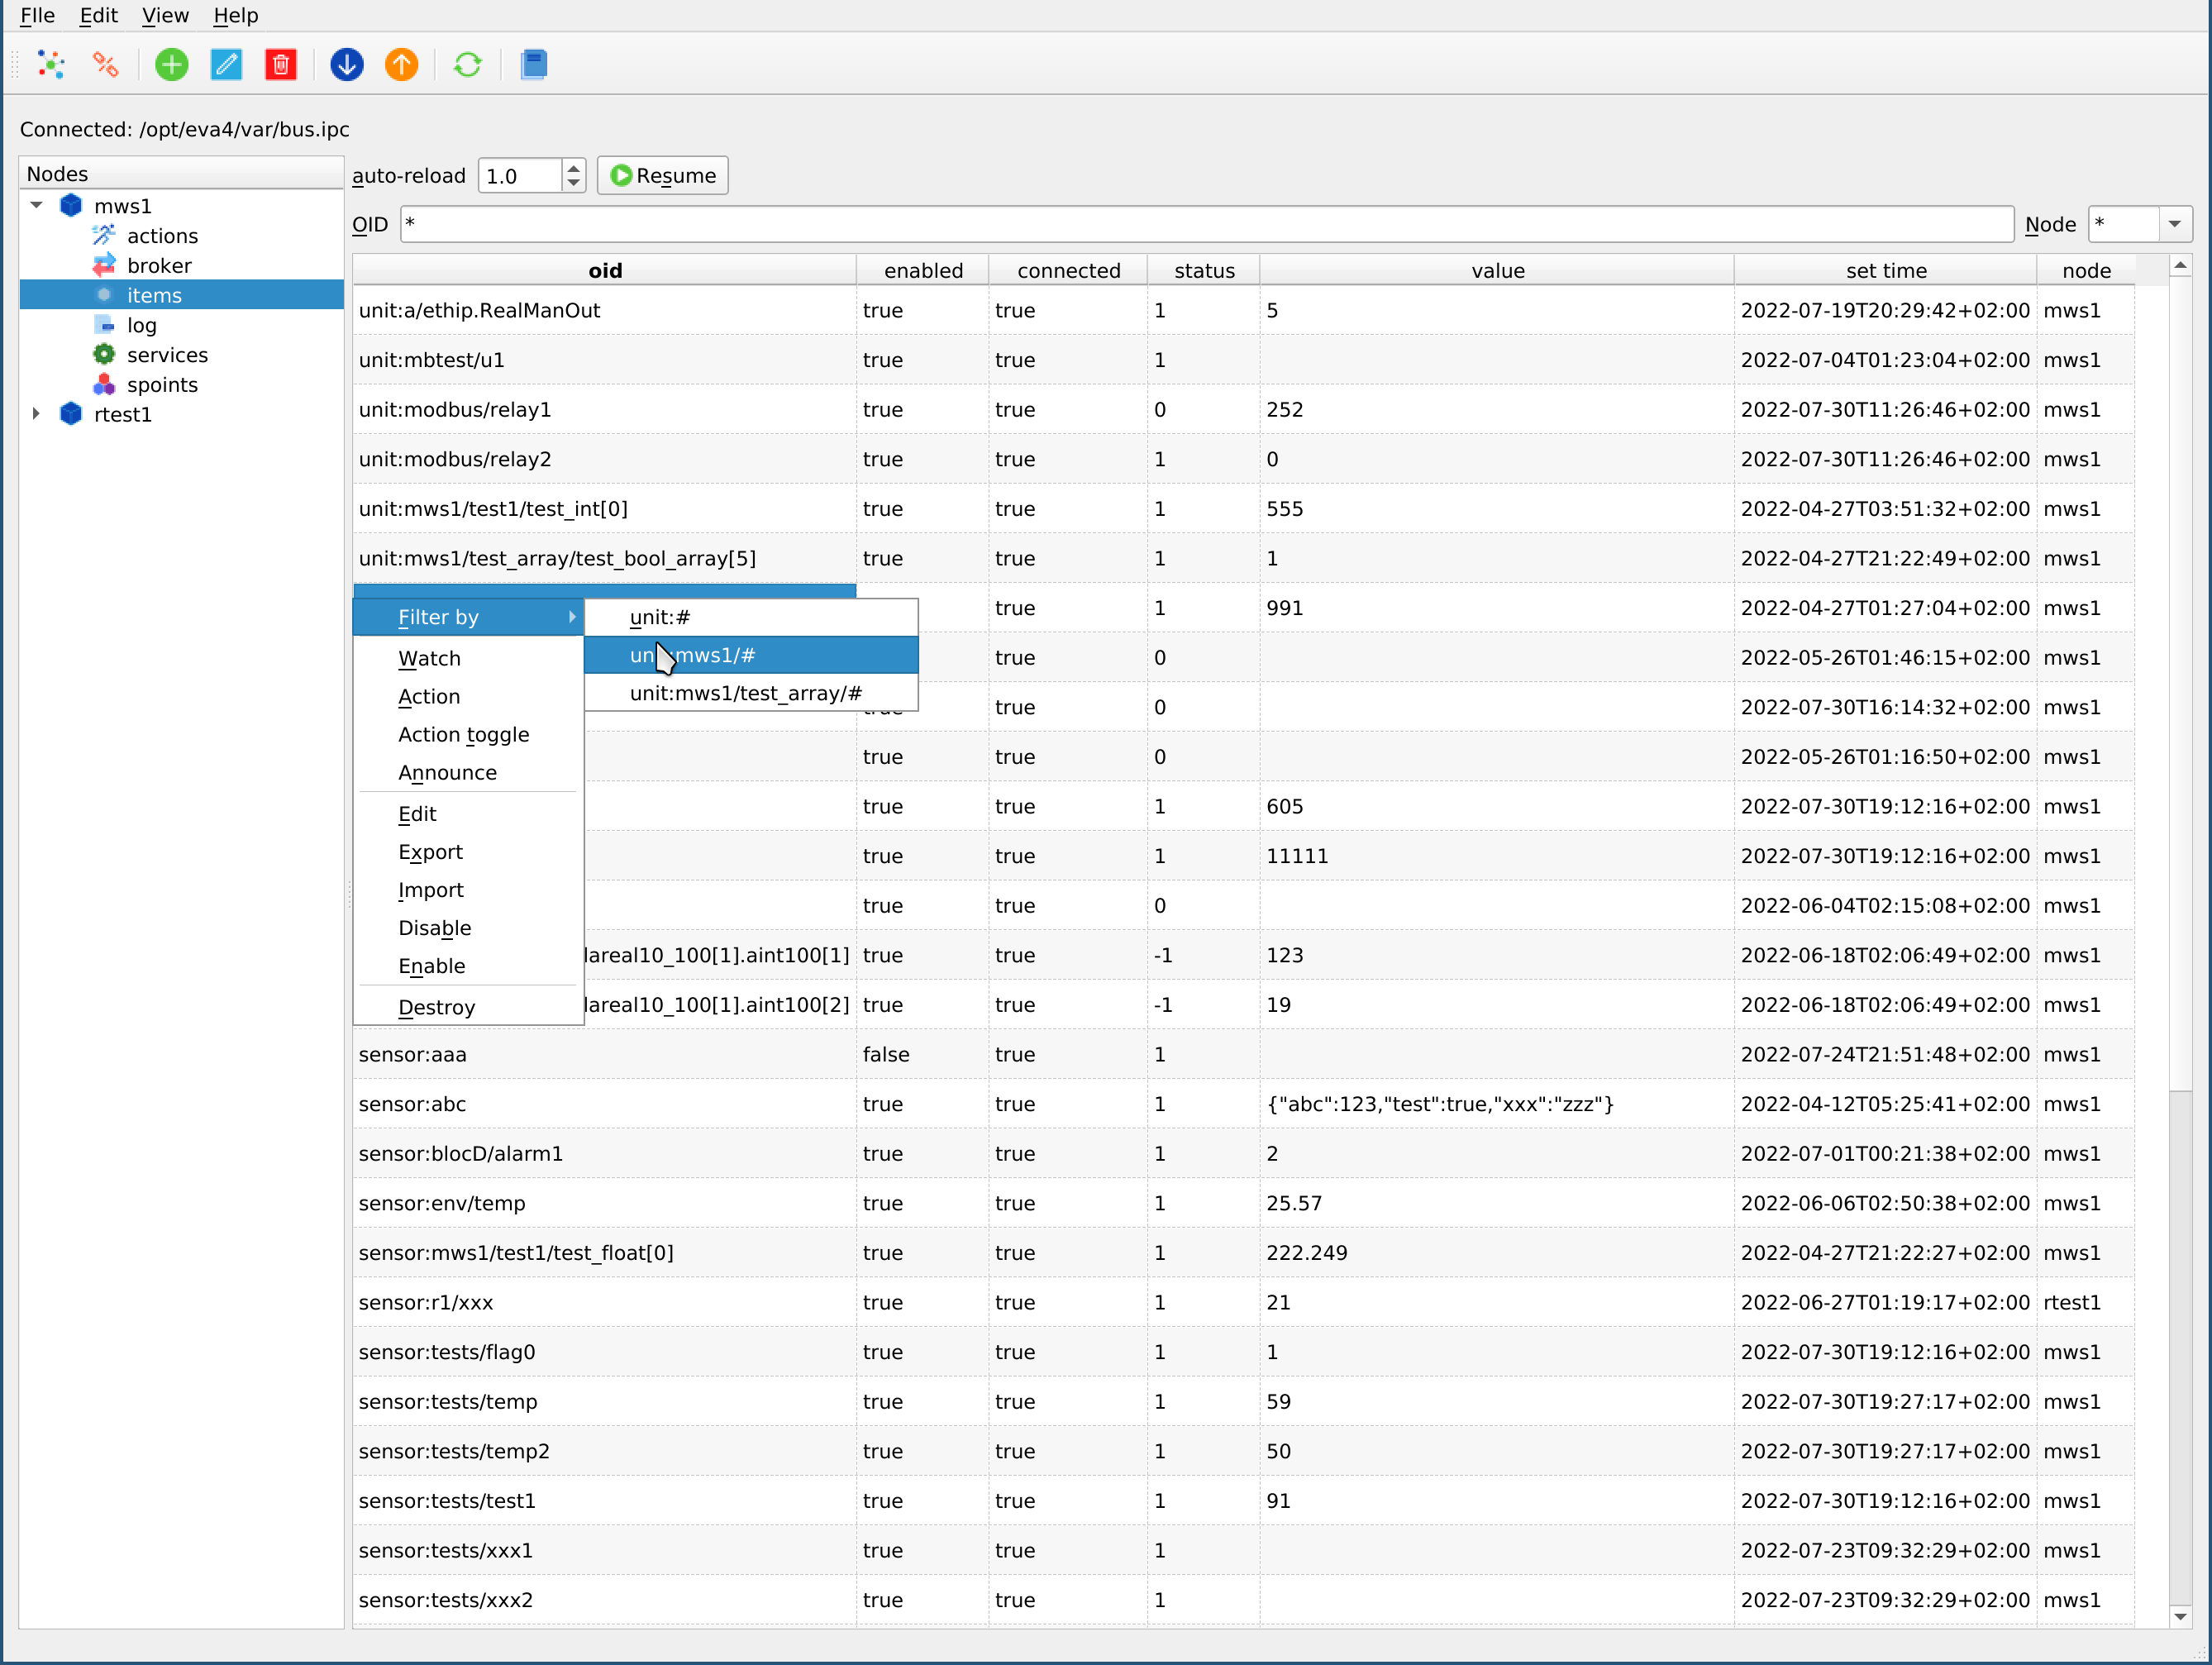 FIle Edit View Help
Connected: /opt/eva4/var/bus.ipc
Nodes
mws1
actions
broker
items
log
services
spoints
rtest1
auto-reload 1.0 Resume
OID * Node *
oid enabled connected status value set time node
unit:a/ethip.RealManOut true true 1 5 2022-07-19T20:29:42+02:00 mws1
unit:mbtest/u1 true true 1 2022-07-04T01:23:04+02:00 mws1
unit:modbus/relay1 true true 0 252 2022-07-30T11:26:46+02:00 mws1
unit:modbus/relay2 true true 1 0 2022-07-30T11:26:46+02:00 mws1
unit:mws1/test1/test_int[0] true true 1 555 2022-04-27T03:51:32+02:00 mws1
unit:mws1/test_array/test_bool_array[5] true true 1 1 2022-04-27T21:22:49+02:00 mws1
true 1 991 2022-04-27T01:27:04+02:00 mws1
true 0 2022-05-26T01:46:15+02:00 mws1
true true 0 2022-07-30T16:14:32+02:00 mws1
true true 0 2022-05-26T01:16:50+02:00 mws1
true true 1 605 2022-07-30T19:12:16+02:00 mws1
true true 1 11111 2022-07-30T19:12:16+02:00 mws1
true true 0 2022-06-04T02:15:08+02:00 mws1
areal10_100[1].aint100[1] true true -1 123 2022-06-18T02:06:49+02:00 mws1
areal10_100[1].aint100[2] true true -1 19 2022-06-18T02:06:49+02:00 mws1
sensor:aaa false true 1 2022-07-24T21:51:48+02:00 mws1
sensor:abc true true 1 {"abc":123,"test":true,"xxx":"zzz"} 2022-04-12T05:25:41+02:00 mws1
sensor:blocD/alarm1 true true 1 2 2022-07-01T00:21:38+02:00 mws1
sensor:env/temp true true 1 25.57 2022-06-06T02:50:38+02:00 mws1
sensor:mws1/test1/test_float[0] true true 1 222.249 2022-04-27T21:22:27+02:00 mws1
sensor:r1/xxx true true 1 21 2022-06-27T01:19:17+02:00 rtest1
sensor:tests/flag0 true true 1 1 2022-07-30T19:12:16+02:00 mws1
sensor:tests/temp true true 1 59 2022-07-30T19:27:17+02:00 mws1
sensor:tests/temp2 true true 1 50 2022-07-30T19:27:17+02:00 mws1
sensor:tests/test1 true true 1 91 2022-07-30T19:12:16+02:00 mws1
sensor:tests/xxx1 true true 1 2022-07-23T09:32:29+02:00 mws1
sensor:tests/xxx2 true true 1 2022-07-23T09:32:29+02:00 mws1
Filter by
Watch
Action
Action toggle
Announce
Edit
Export
Import
Disable
Enable
Destroy
unit:#
mws1/#
unit:mws1/test_array/#